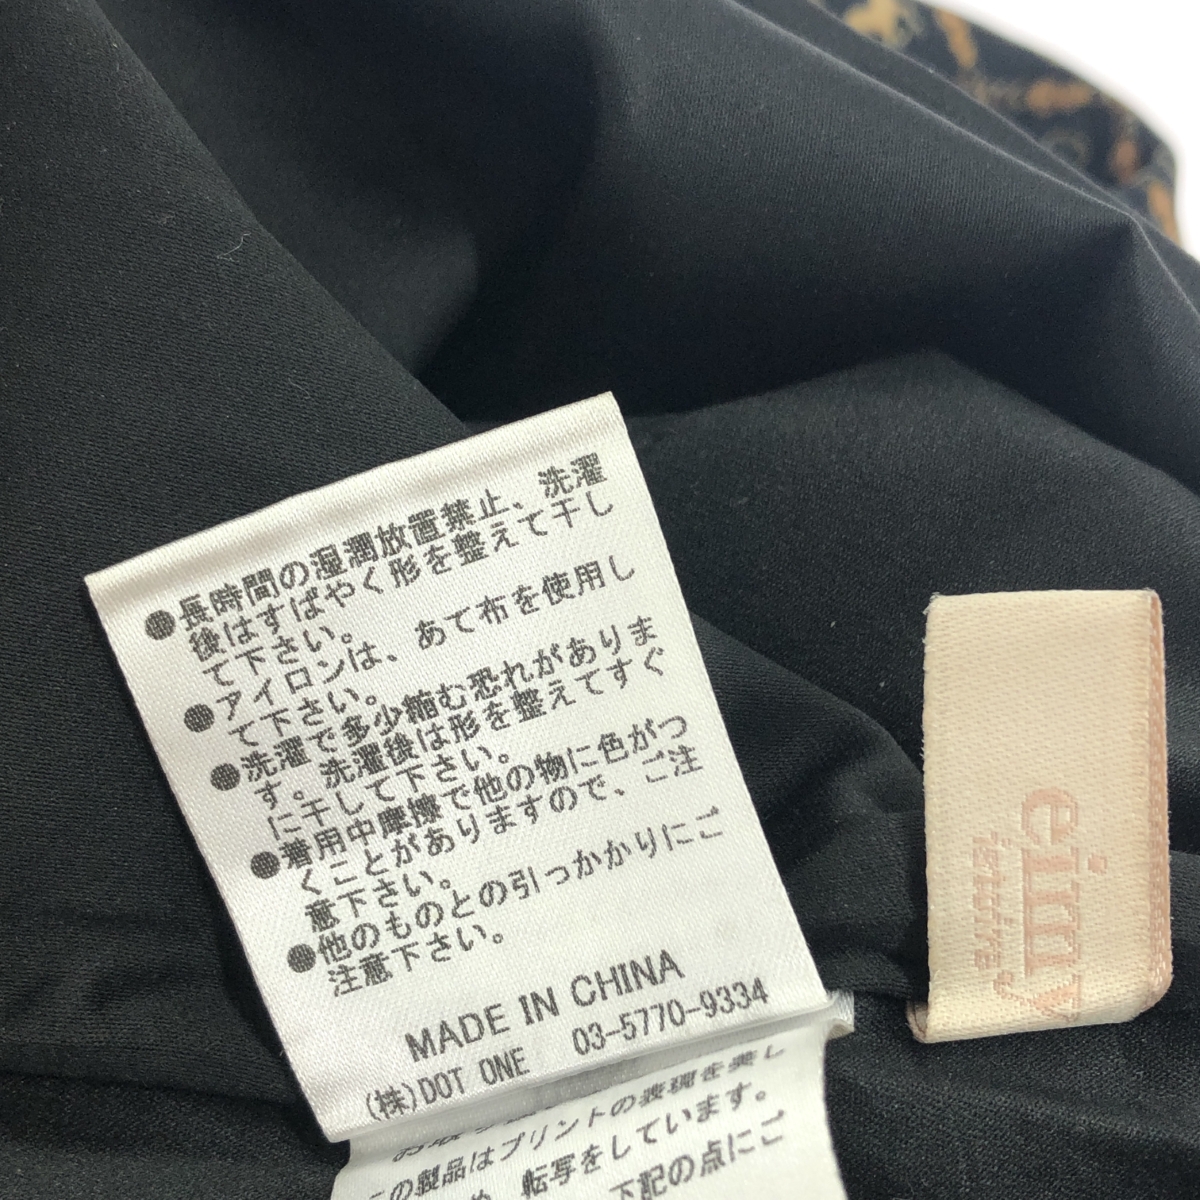 ●長時間の湿潤放置禁止、洗濯
後はすばやく形を整えて干し
て下さい。
●アイロンは、あて布を使用し
て下さい。
●洗濯で多少縮む恐れがありま
す。洗濯後は形を整えてすぐ
に干して下さい。
●着用中摩擦で他の物に色がつ
くことがありますので、ご注
意下さい。
●他のものとの引っかかりにご
注意下さい。
MADE IN CHINA
(株)DOT ONE 03-5770-9334
の表現を美し
この製品はプリント
転写をしています。
下記の点にご
einny